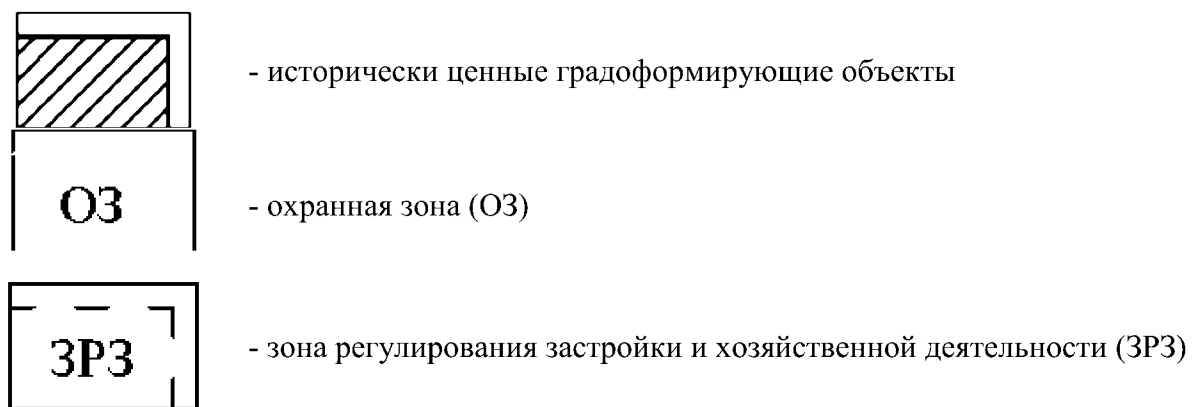 - исторически ценные градоформирующие объекты
ОЗ
- охранная зона (ОЗ)
ЗРЗ
- зона регулирования застройки и хозяйственной деятельности (ЗРЗ)